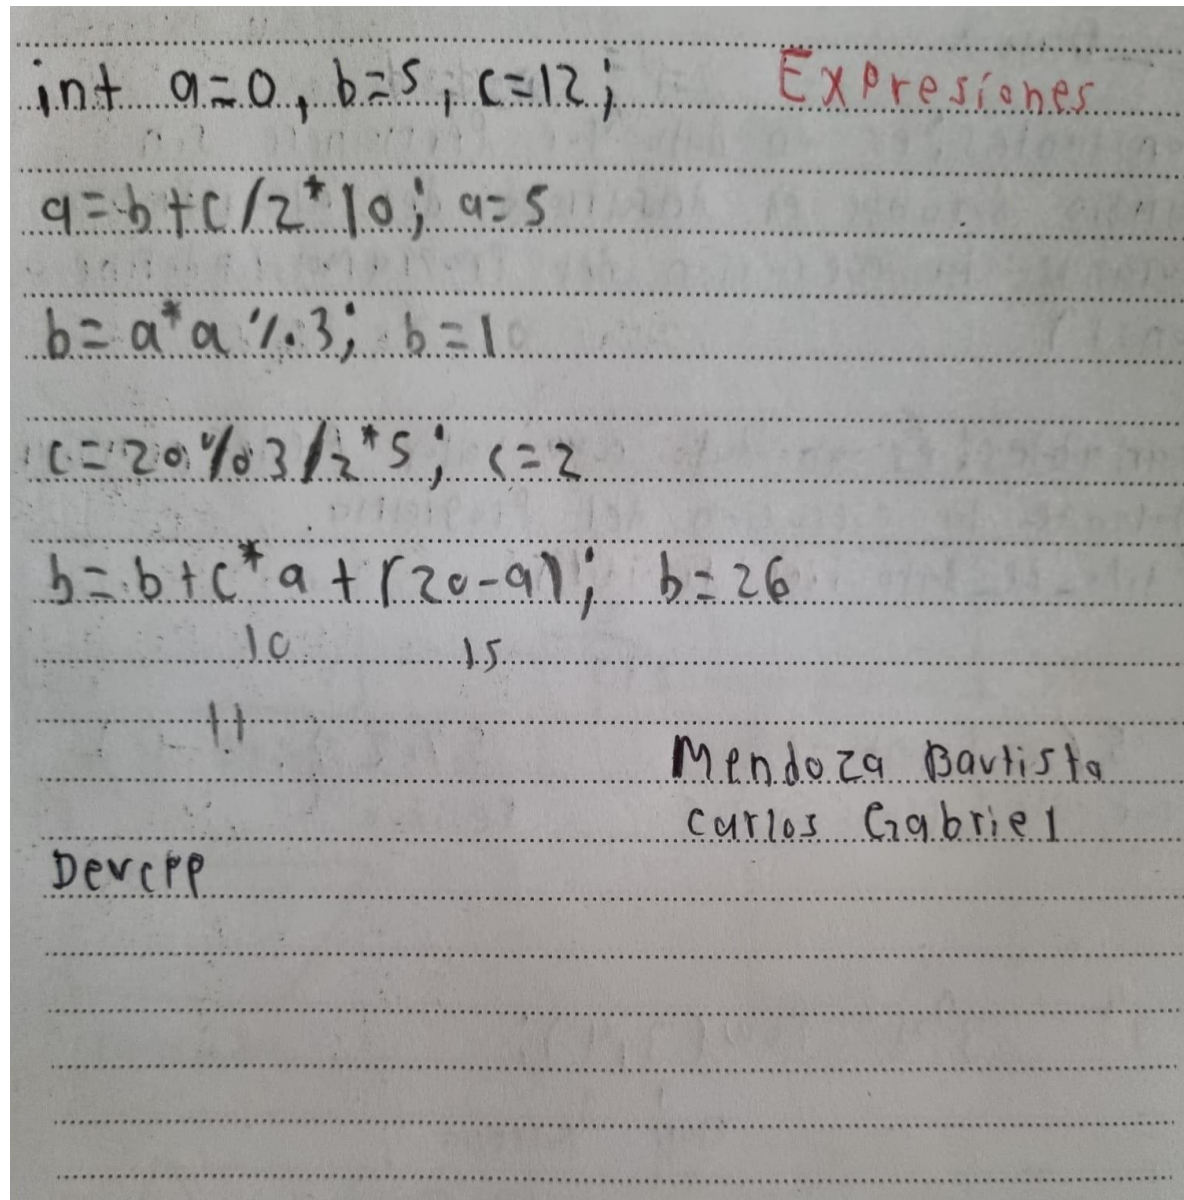 int a=0, b=5, c=12; Expresiones
a=b+c/2*10; a=5
b=a*a%3; b=1
c=20%3/2*5; c=2
b=b+c*a+(20-a); b=26
10 15
11
Mendoza Bautista
Carlos Gabriel
Devcpp